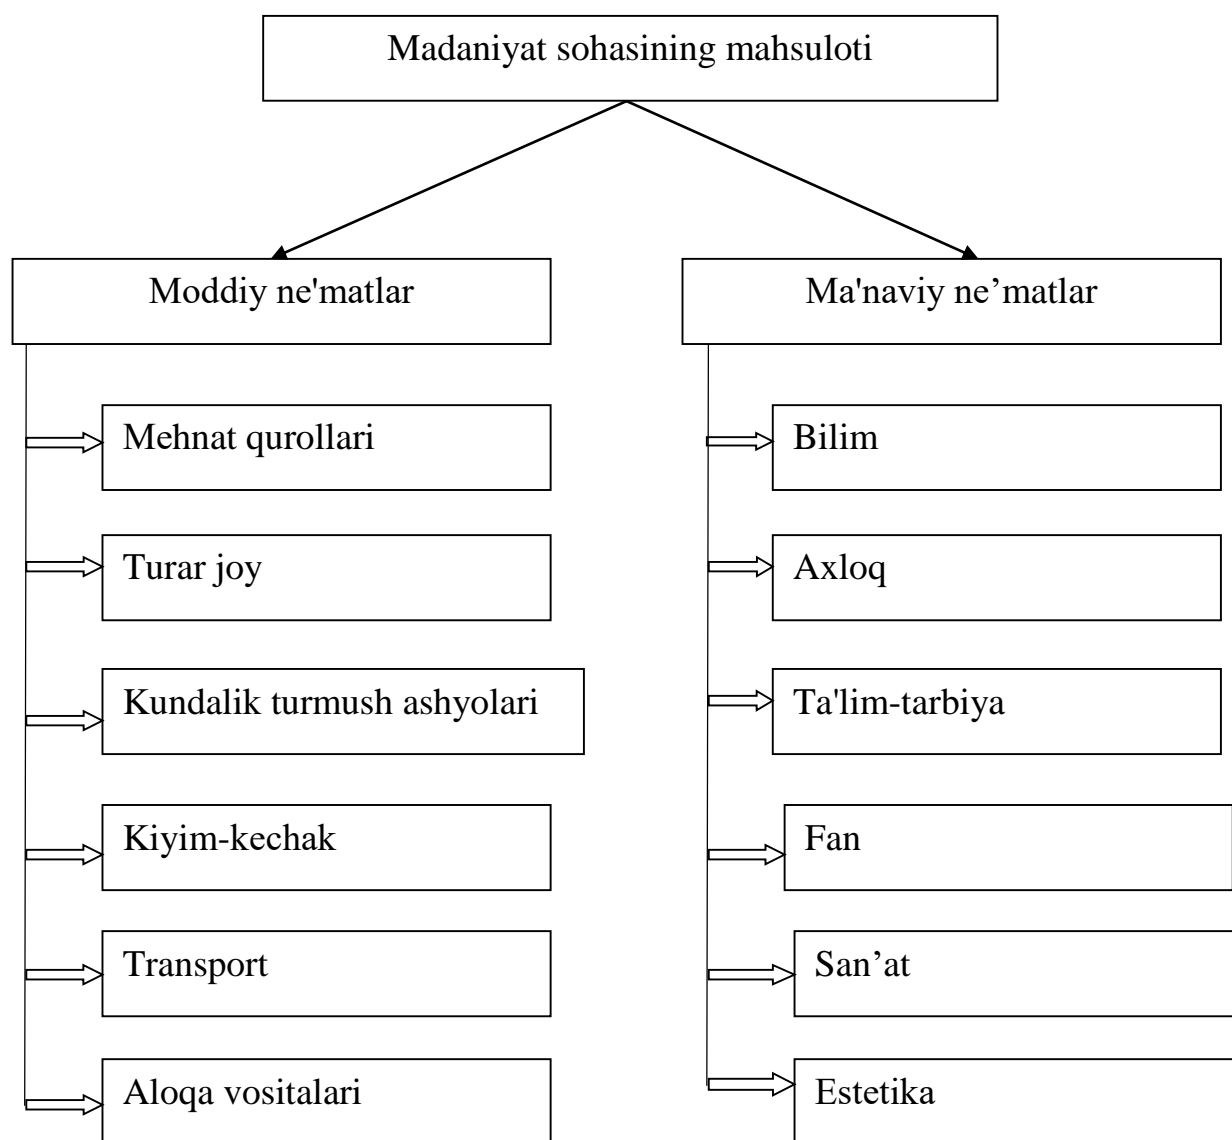 Madaniyat sohasining mahsuloti
Moddiy ne'matlar
Mehnat qurollari
Turar joy
Kundalik turmush ashyolari
Kiyim-kechak
Transport
Aloqa vositalari
Ma'naviy ne’matlar
Bilim
Axloq
Ta'lim-tarbiya
Fan
San’at
Estetika